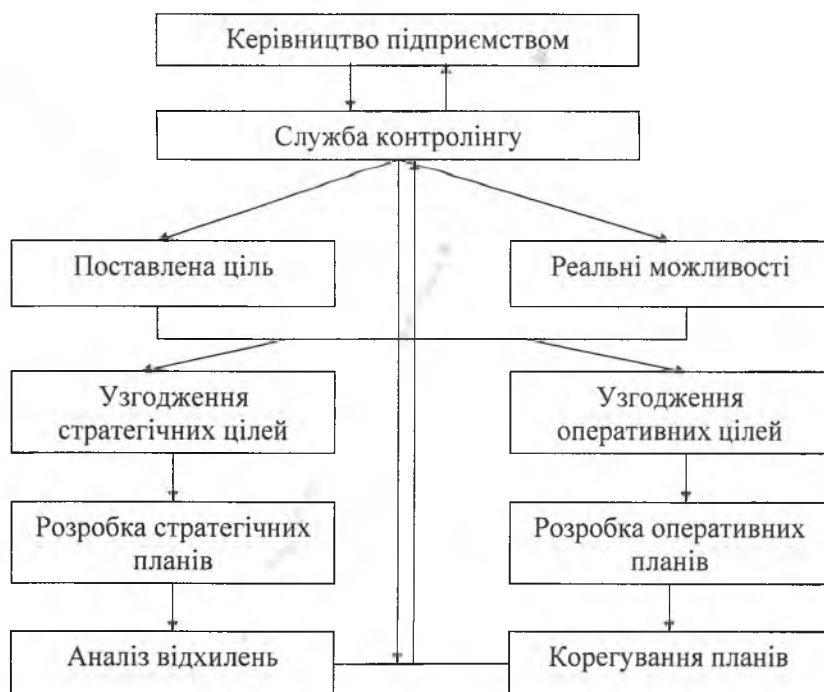 Керівництво підприємством
Служба контролінгу
Поставлена ціль
Реальні можливості
Узгодження
стратегічних цілей
Узгодження
оперативних цілей
Розробка стратегічних
планів
Розробка оперативних
планів
Аналіз відхилень
Корегування планів